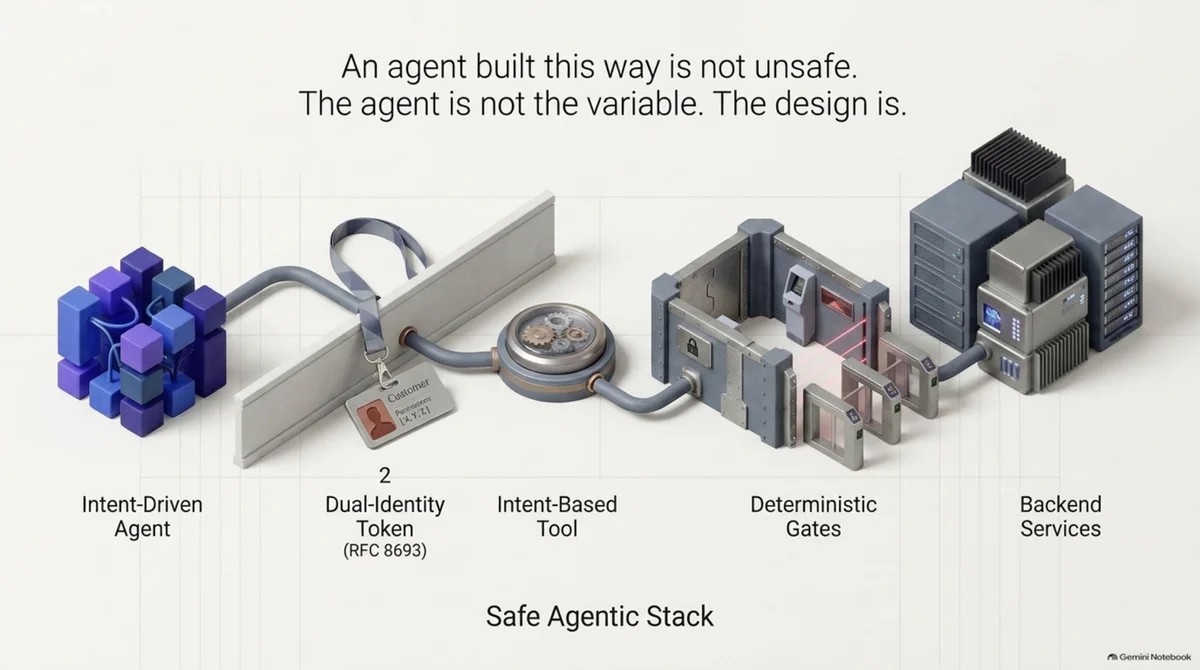 An agent built this way is not unsafe.
The agent is not the variable. The design is.
Customer
[X, Y, Z]
2
Intent-Driven
Agent
Dual-Identity
Token
(RFC 8693)
Intent-Based
Tool
Deterministic
Gates
Backend
Services
Safe Agentic Stack
Gemini Notebook